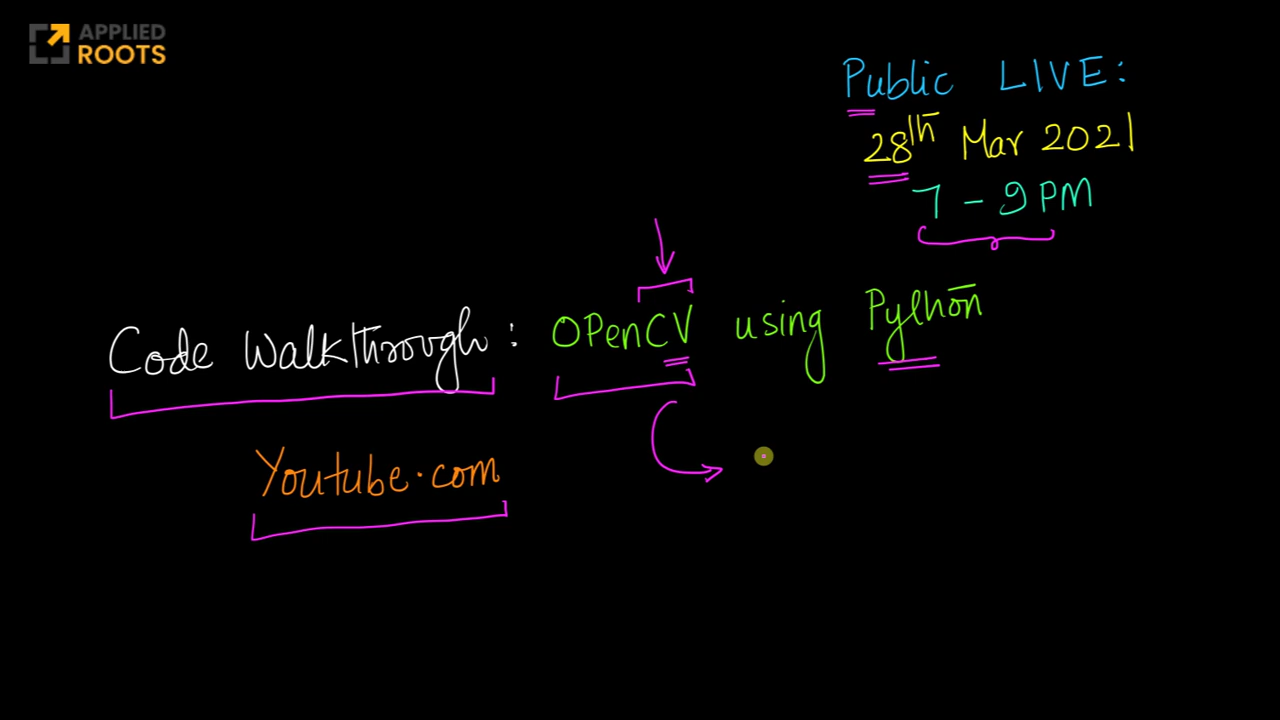 APPLIED
ROOTS
Public LIVE:
28th Mar 2021
7 - 9 PM
Code Walkthrough: OPenCV using Python
Youtube.com